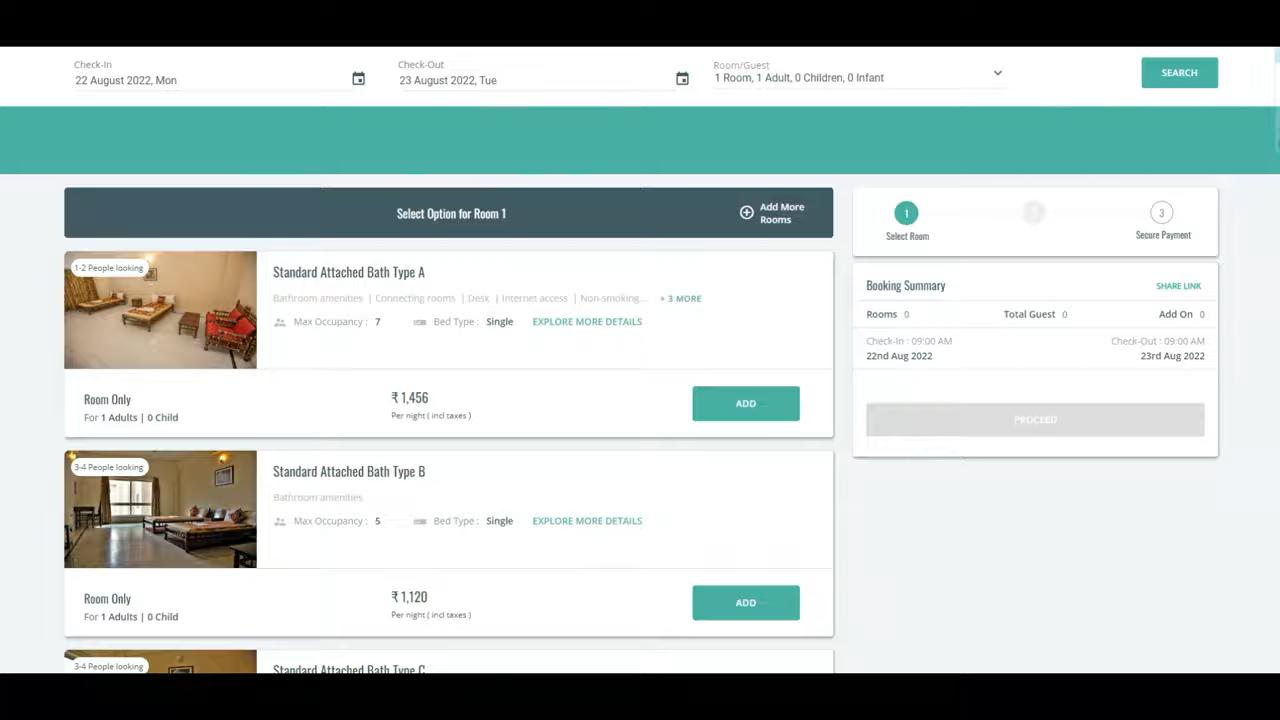 Check-In
22 August 2022, Mon
Check-Out
23 August 2022, Tue
Room/Guest
1 Room, 1 Adult, 0 Children, 0 Infant
SEARCH
Select Option for Room 1
Add More
Rooms
1
Select Room
3
Secure Payment
1-2 People looking
Standard Attached Bath Type A
Bathroom amenities | Connecting rooms | Desk | Internet access | Non-smoking... + 3 MORE
Max Occupancy : 7 Bed Type : Single EXPLORE MORE DETAILS
Room Only
For 1 Adults | 0 Child
₹ 1,456
Per night ( incl taxes )
ADD
Booking Summary
SHARE LINK
Rooms 0 Total Guest 0 Add On 0
Check-In : 09:00 AM
22nd Aug 2022
Check-Out : 09:00 AM
23rd Aug 2022
PROCEED
3-4 People looking
Standard Attached Bath Type B
Bathroom amenities
Max Occupancy : 5 Bed Type : Single EXPLORE MORE DETAILS
Room Only
For 1 Adults | 0 Child
₹ 1,120
Per night ( incl taxes )
ADD
3-4 People looking
Standard Attached Bath Type C